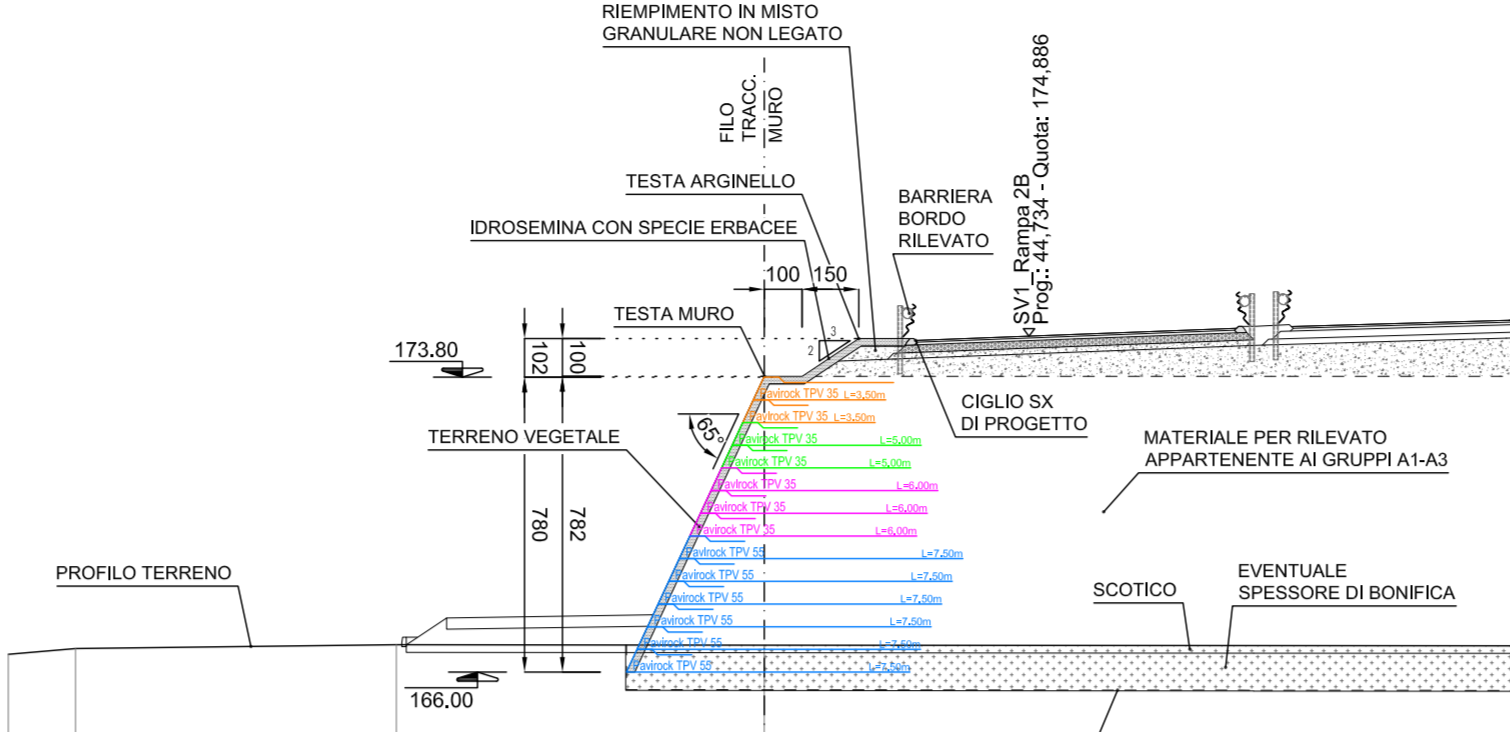 RIEMPIMENTO IN MISTO
GRANULARE NON LEGATO
FILO
TRACC.
MURO
TESTA ARGINELLO
IDROSEMINA CON SPECIE ERBACEE
BARRIERA
BORDO
RILEVATO
SV1_Rampa 2B
Prog.: 44,734 - Quota: 174,886
100
150
TESTA MURO
3
2
173.80
102
100
CIGLIO SX
DI PROGETTO
65°
TERRENO VEGETALE
MATERIALE PER RILEVATO
APPARTENENTE AI GRUPPI A1-A3
780
782
Pavirock TPV 35 L=3,50m
Pavirock TPV 35 L=3,50m
Pavirock TPV 35 L=5,00m
Pavirock TPV 35 L=5,00m
Pavirock TPV 35 L=6,00m
Pavirock TPV 35 L=6,00m
Pavirock TPV 35 L=6,00m
Pavirock TPV 55 L=7,50m
Pavirock TPV 55 L=7,50m
Pavirock TPV 55 L=7,50m
Pavirock TPV 55 L=7,50m
Pavirock TPV 55 L=7,50m
Pavirock TPV 55 L=7,50m
PROFILO TERRENO
SCOTICO
EVENTUALE
SPESSORE DI BONIFICA
166.00